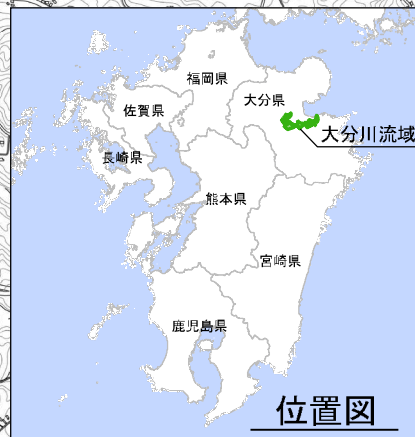 福岡県
大分県
佐賀県
大分川流域
長崎県
熊本県
宮崎県
鹿児島県
位置図